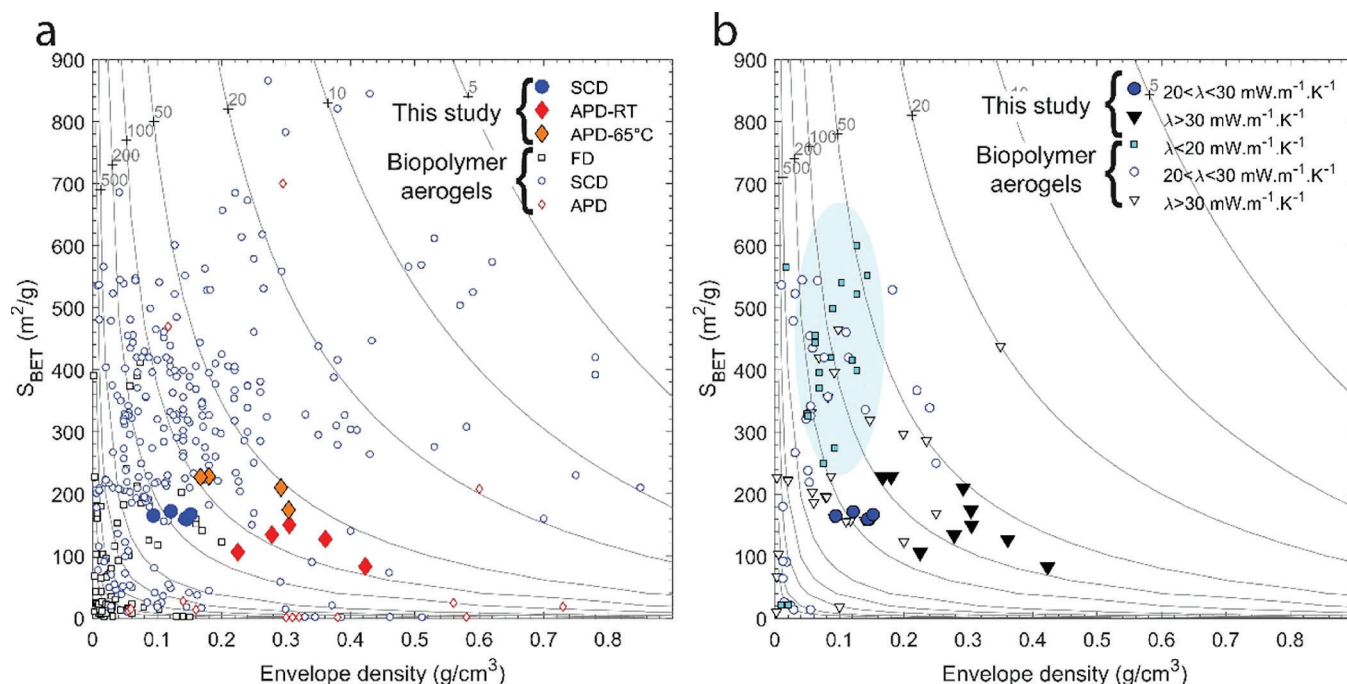 a
900
800
700
600
500
400
300
200
100
0
S_BET (m²/g)
0 0.1 0.2 0.3 0.4 0.5 0.6 0.7 0.8
Envelope density (g/cm³)
500
200
100
50
20
10
5
This study
SCD
APD-RT
APD-65°C
Biopolymer
aerogels
FD
SCD
APD
b
900
800
700
600
500
400
300
200
100
0
S_BET (m²/g)
0 0.1 0.2 0.3 0.4 0.5 0.6 0.7 0.8
Envelope density (g/cm³)
500
200
100
50
20
10
5
This study
20<λ<30 mW.m⁻¹.K⁻¹
λ>30 mW.m⁻¹.K⁻¹
Biopolymer
aerogels
λ<20 mW.m⁻¹.K⁻¹
20<λ<30 mW.m⁻¹.K⁻¹
λ>30 mW.m⁻¹.K⁻¹